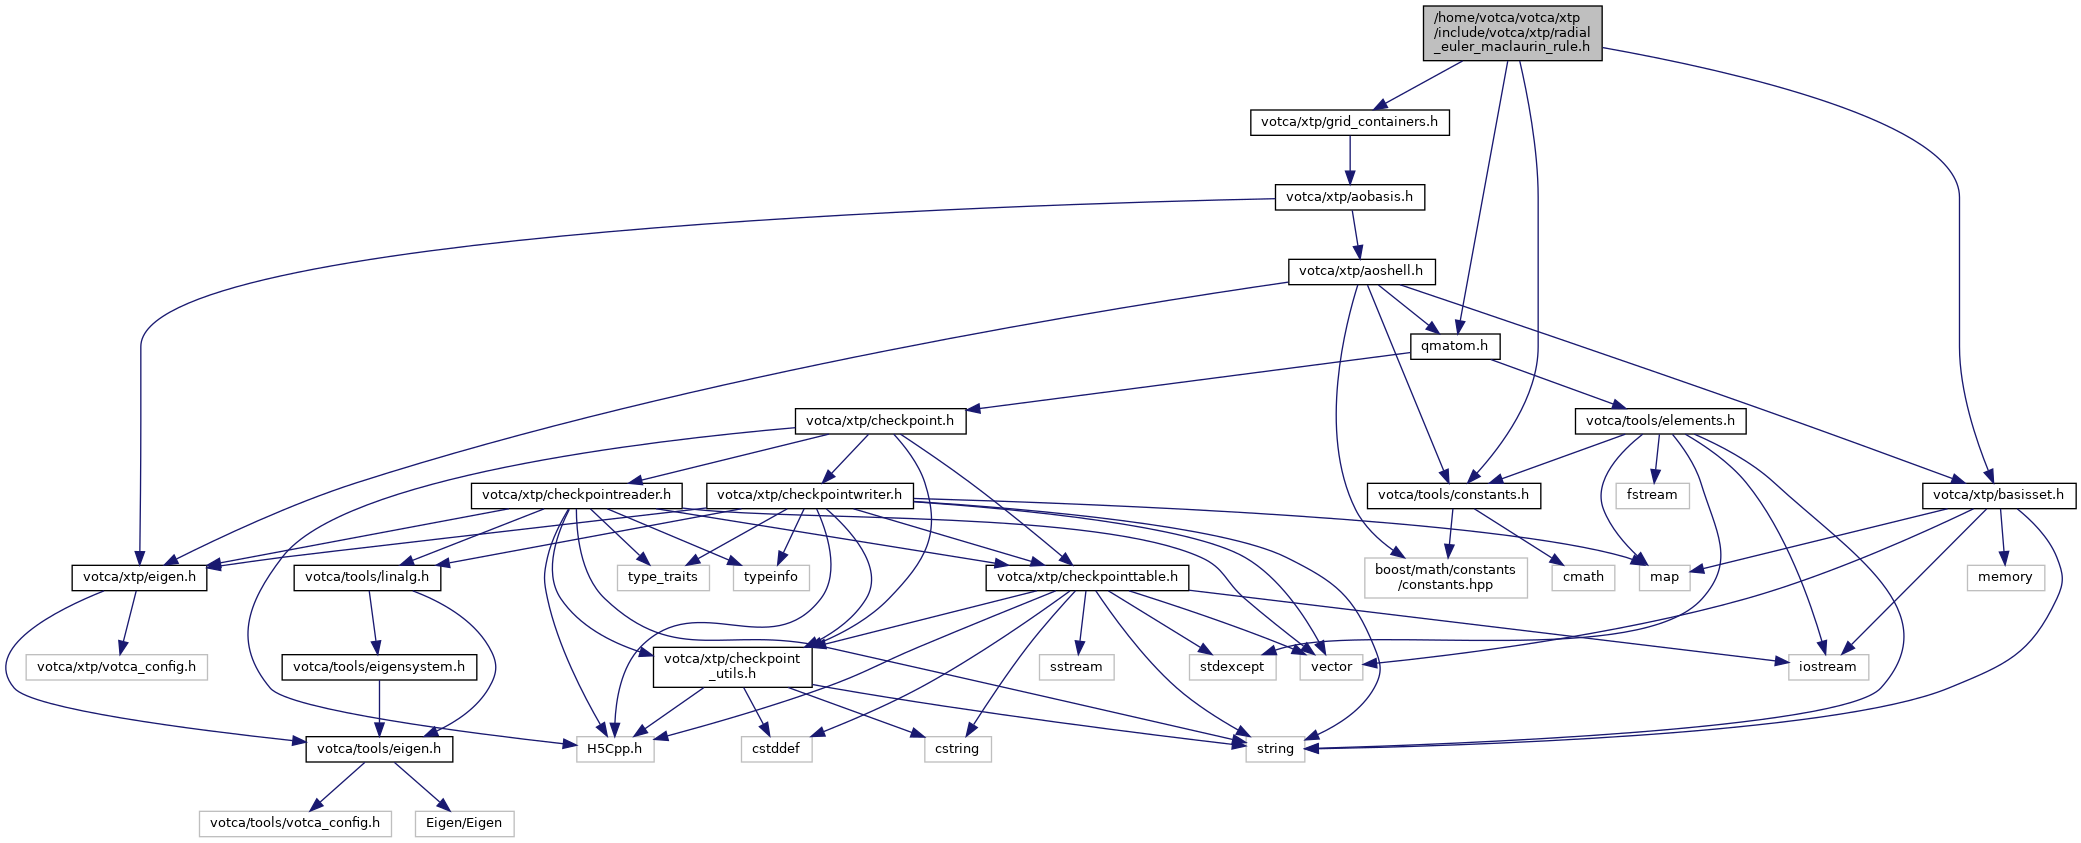 /home/votca/votca/xtp
/include/votca/xtp/radial
_euler_maclaurin_rule.h
votca/xtp/grid_containers.h
votca/xtp/aobasis.h
votca/xtp/aoshell.h
qmatom.h
votca/xtp/checkpoint.h
votca/tools/elements.h
votca/xtp/checkpointreader.h
votca/xtp/checkpointwriter.h
votca/tools/constants.h
fstream
votca/xtp/basisset.h
votca/xtp/eigen.h
votca/tools/linalg.h
type_traits
typeinfo
votca/xtp/checkpointtable.h
boost/math/constants
/constants.hpp
cmath
map
memory
votca/xtp/votca_config.h
votca/tools/eigensystem.h
votca/xtp/checkpoint
_utils.h
sstream
stdexcept
vector
iostream
votca/tools/eigen.h
H5Cpp.h
cstddef
cstring
string
votca/tools/votca_config.h
Eigen/Eigen